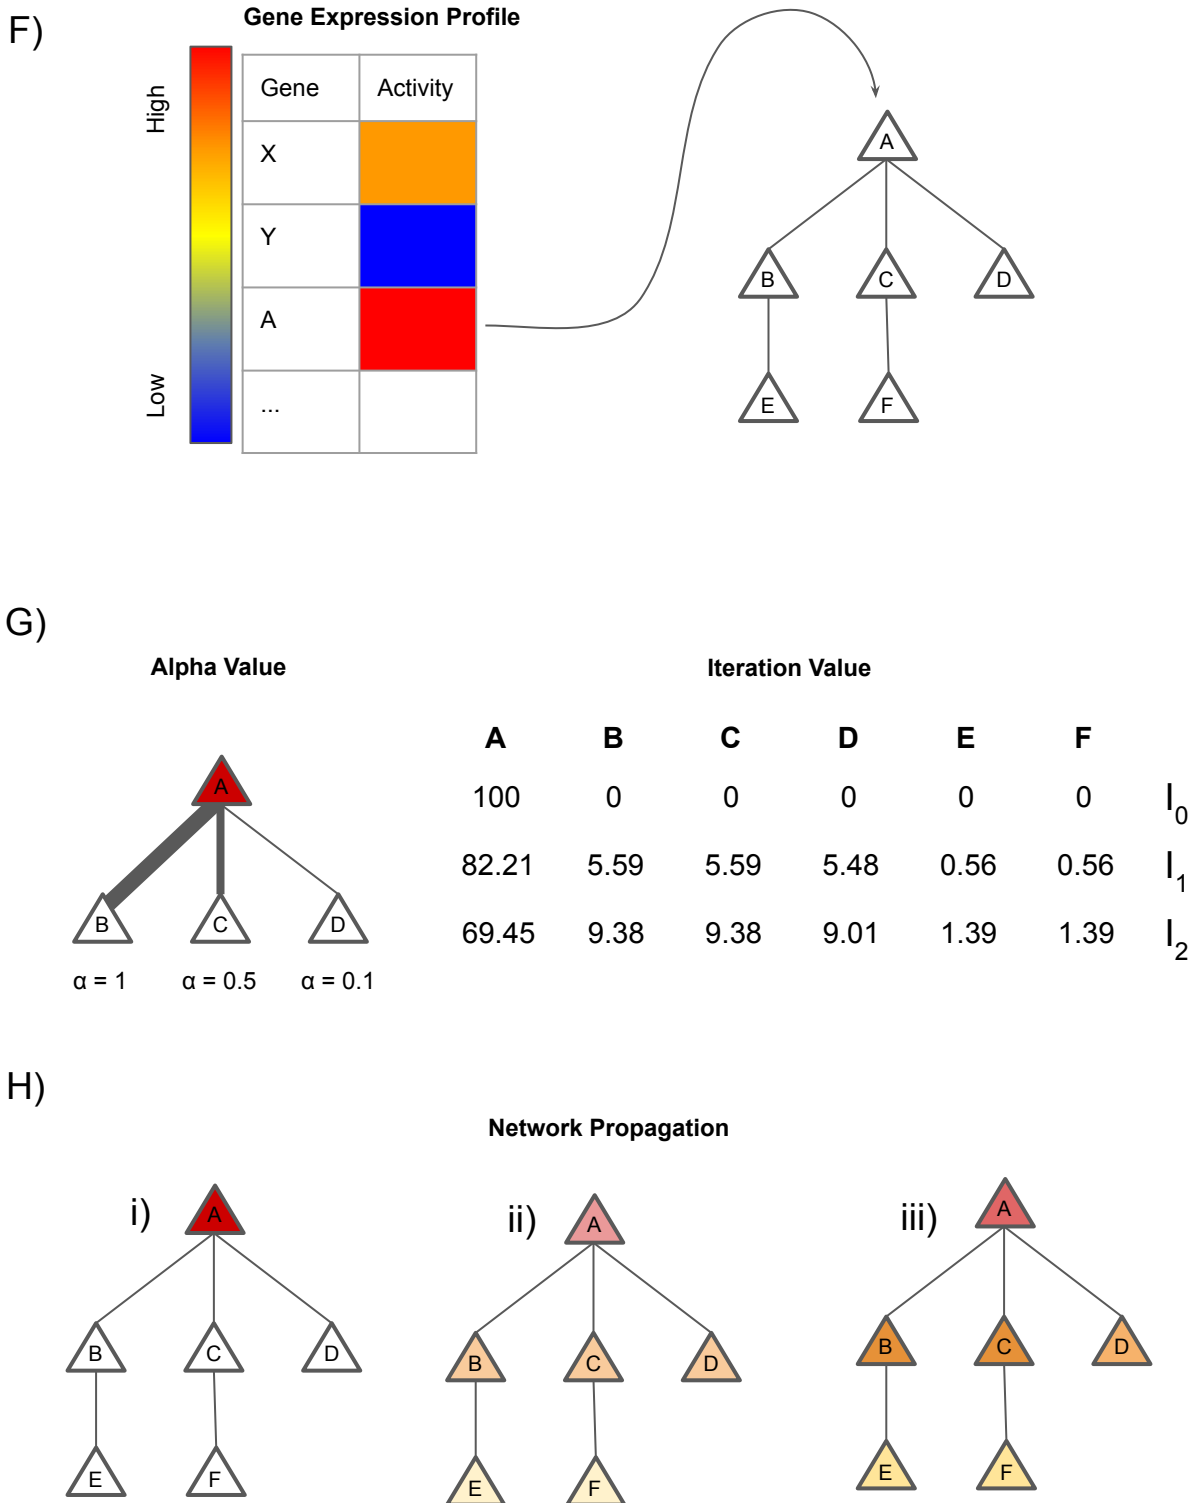 F)
Gene Expression Profile
High
Low
Gene Activity
X
Y
A
...
A
B C D
E F
G)
Alpha Value
A
B C D
α = 1 α = 0.5 α = 0.1
Iteration Value
A B C D E F
100 0 0 0 0 0 I0
82.21 5.59 5.59 5.48 0.56 0.56 I1
69.45 9.38 9.38 9.01 1.39 1.39 I2
H)
Network Propagation
i)
A
B C D
E F
ii)
A
B C D
E F
iii)
A
B C D
E F